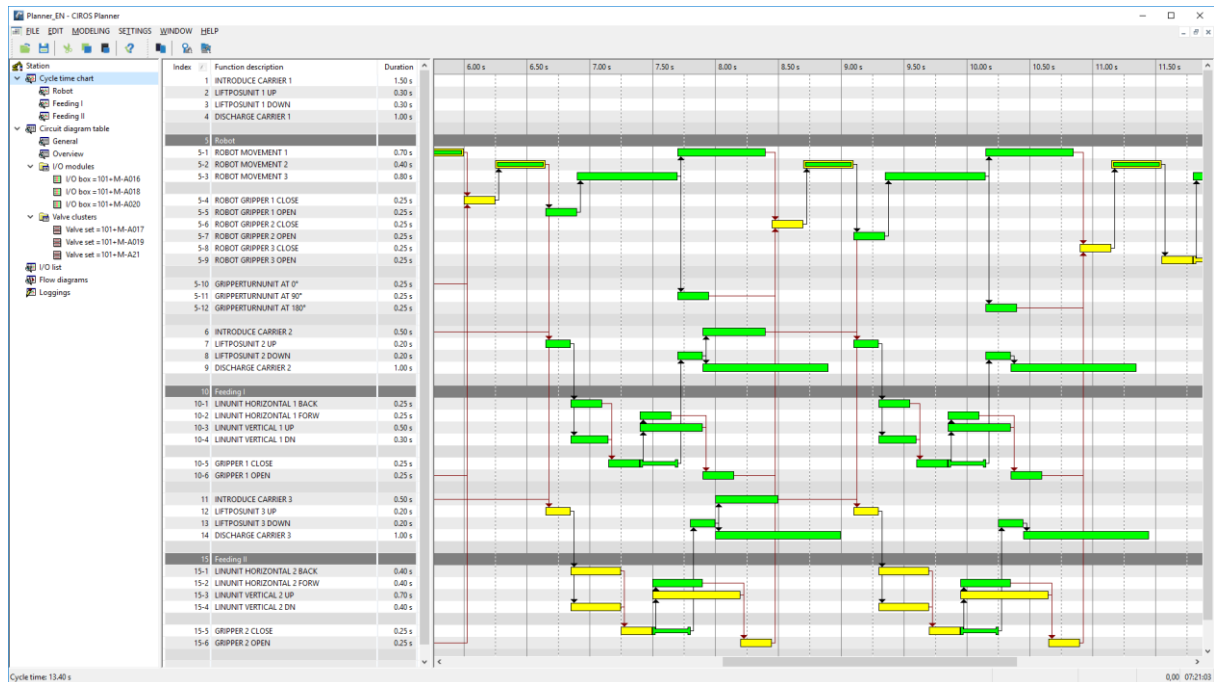 Planner_EN - CIROS Planner
FILE EDIT MODELING SETTINGS WINDOW HELP
Station
Cycle time chart
Robot
Feeding I
Feeding II
Circuit diagram table
General
Overview
I/O modules
I/O box =101+M-A016
I/O box =101+M-A018
I/O box =101+M-A020
Valve clusters
Valve set =101+M-A017
Valve set =101+M-A019
Valve set =101+M-A21
I/O list
Flow diagrams
Loggings
Index Function description Duration
1 INTRODUCE CARRIER 1 1.50 s
2 LIFTPOSUNIT 1 UP 0.30 s
3 LIFTPOSUNIT 1 DOWN 0.30 s
4 DISCHARGE CARRIER 1 1.00 s
5 Robot
5-1 ROBOT MOVEMENT 1 0.70 s
5-2 ROBOT MOVEMENT 2 0.40 s
5-3 ROBOT MOVEMENT 3 0.80 s
5-4 ROBOT GRIPPER 1 CLOSE 0.25 s
5-5 ROBOT GRIPPER 1 OPEN 0.25 s
5-6 ROBOT GRIPPER 2 CLOSE 0.25 s
5-7 ROBOT GRIPPER 2 OPEN 0.25 s
5-8 ROBOT GRIPPER 3 CLOSE 0.25 s
5-9 ROBOT GRIPPER 3 OPEN 0.25 s
5-10 GRIPPERTURNUNIT AT 0° 0.25 s
5-11 GRIPPERTURNUNIT AT 90° 0.25 s
5-12 GRIPPERTURNUNIT AT 180° 0.25 s
6 INTRODUCE CARRIER 2 0.50 s
7 LIFTPOSUNIT 2 UP 0.20 s
8 LIFTPOSUNIT 2 DOWN 0.20 s
9 DISCHARGE CARRIER 2 1.00 s
10 Feeding I
10-1 LINUNIT HORIZONTAL 1 BACK 0.25 s
10-2 LINUNIT HORIZONTAL 1 FORW 0.25 s
10-3 LINUNIT VERTICAL 1 UP 0.50 s
10-4 LINUNIT VERTICAL 1 DN 0.30 s
10-5 GRIPPER 1 CLOSE 0.25 s
10-6 GRIPPER 1 OPEN 0.25 s
11 INTRODUCE CARRIER 3 0.50 s
12 LIFTPOSUNIT 3 UP 0.20 s
13 LIFTPOSUNIT 3 DOWN 0.20 s
14 DISCHARGE CARRIER 3 1.00 s
15 Feeding II
15-1 LINUNIT HORIZONTAL 2 BACK 0.40 s
15-2 LINUNIT HORIZONTAL 2 FORW 0.40 s
15-3 LINUNIT VERTICAL 2 UP 0.70 s
15-4 LINUNIT VERTICAL 2 DN 0.40 s
15-5 GRIPPER 2 CLOSE 0.25 s
15-6 GRIPPER 2 OPEN 0.25 s
6.00 s 6.50 s 7.00 s 7.50 s 8.00 s 8.50 s 9.00 s 9.50 s 10.00 s 10.50 s 11.00 s 11.50 s
Cycle time: 13.40 s
0,00 07:21:03